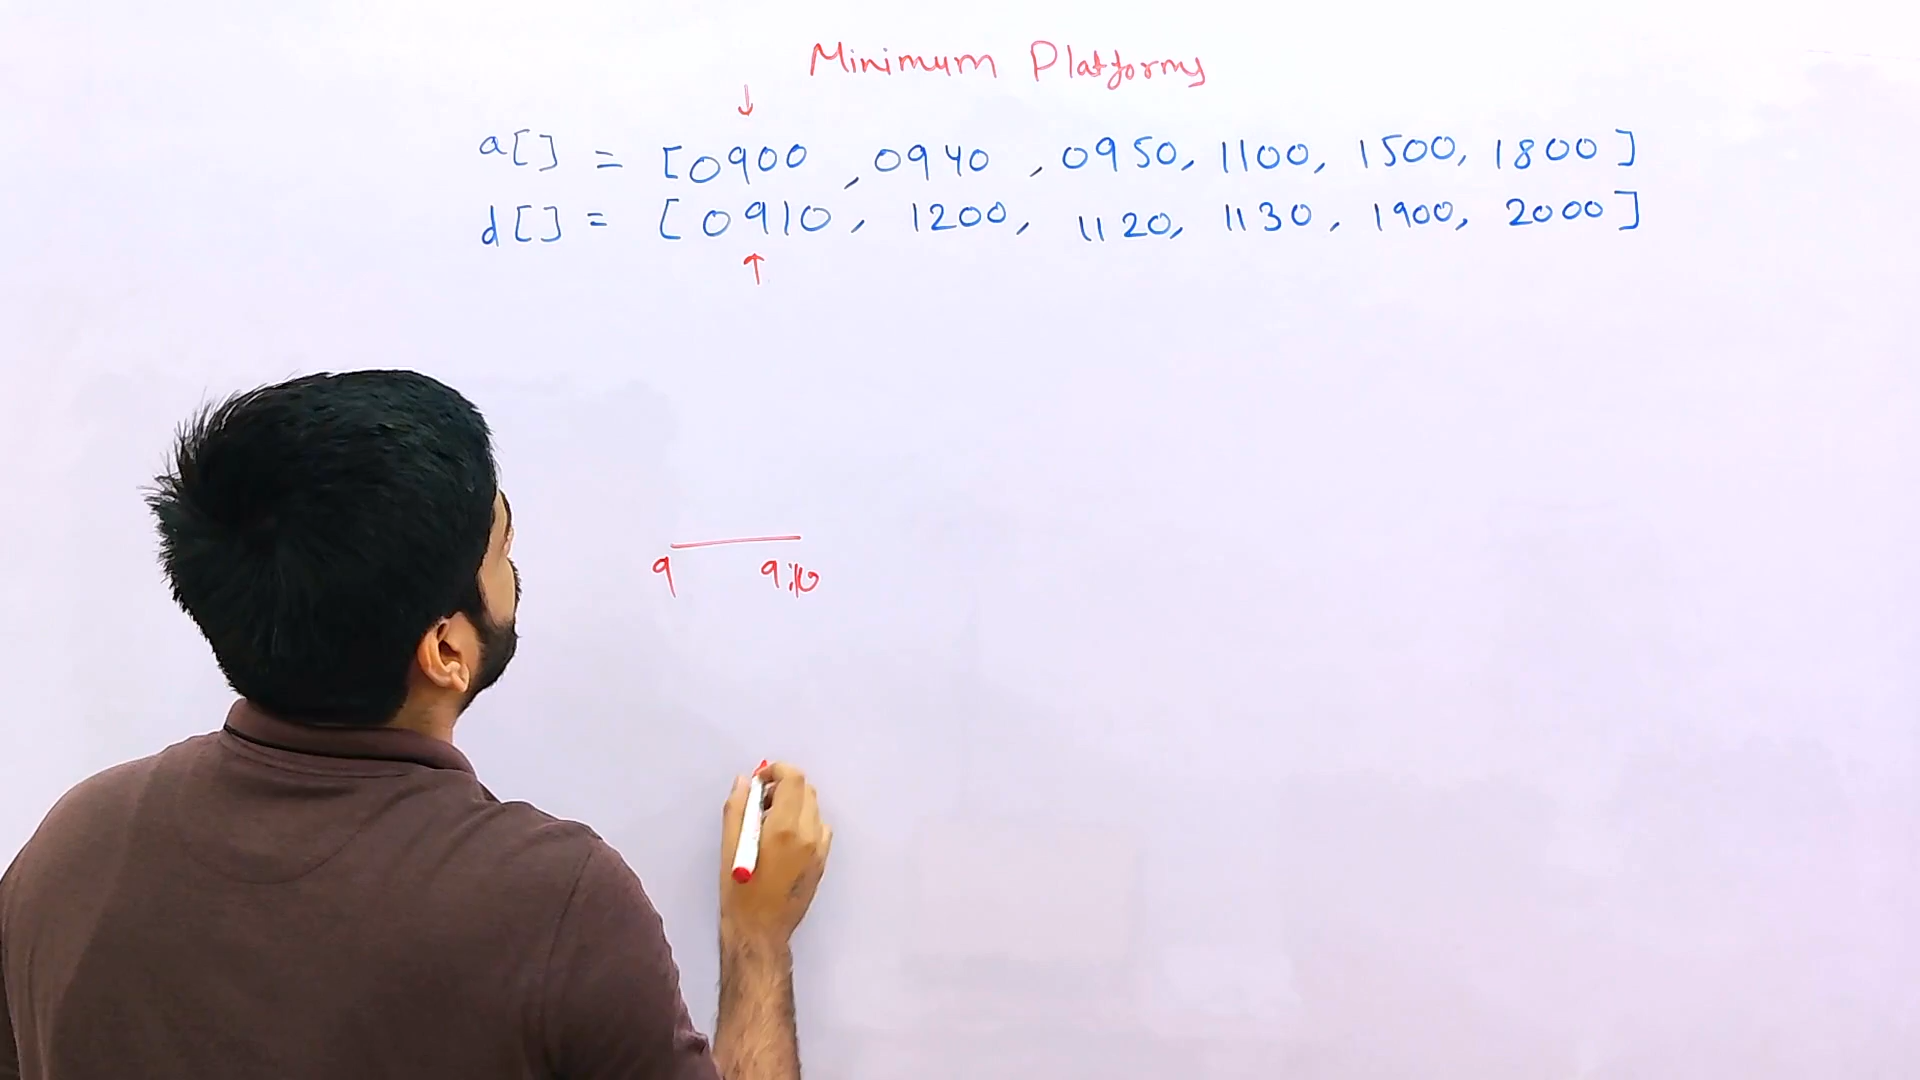 Minimum Platforms
a[] = [0900, 0940, 0950, 1100, 1500, 1800]
d[] = [0910, 1200, 1120, 1130, 1900, 2000]
9 9:10